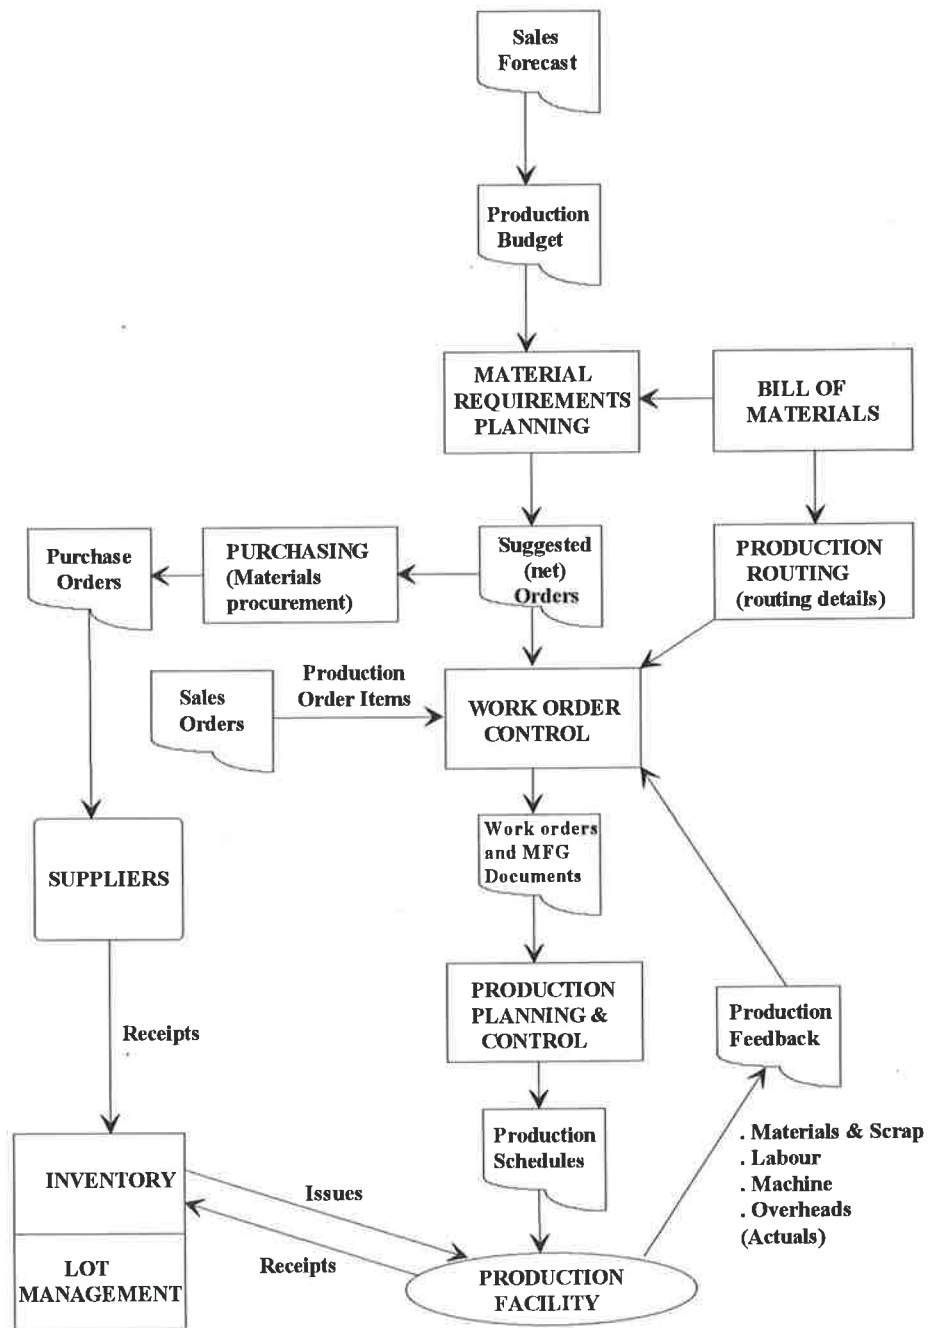 Sales
Forecast
Production
Budget
MATERIAL
REQUIREMENTS
PLANNING
BILL OF
MATERIALS
Purchase
Orders
PURCHASING
(Materials
procurement)
Suggested
(net)
Orders
PRODUCTION
ROUTING
(routing details)
Sales
Orders
Production
Order Items
WORK ORDER
CONTROL
Work orders
and MFG
Documents
SUPPLIERS
PRODUCTION
PLANNING &
CONTROL
Production
Feedback
Receipts
Production
Schedules
. Materials & Scrap
. Labour
. Machine
. Overheads
(Actuals)
INVENTORY
Issues
Receipts
LOT
MANAGEMENT
PRODUCTION
FACILITY